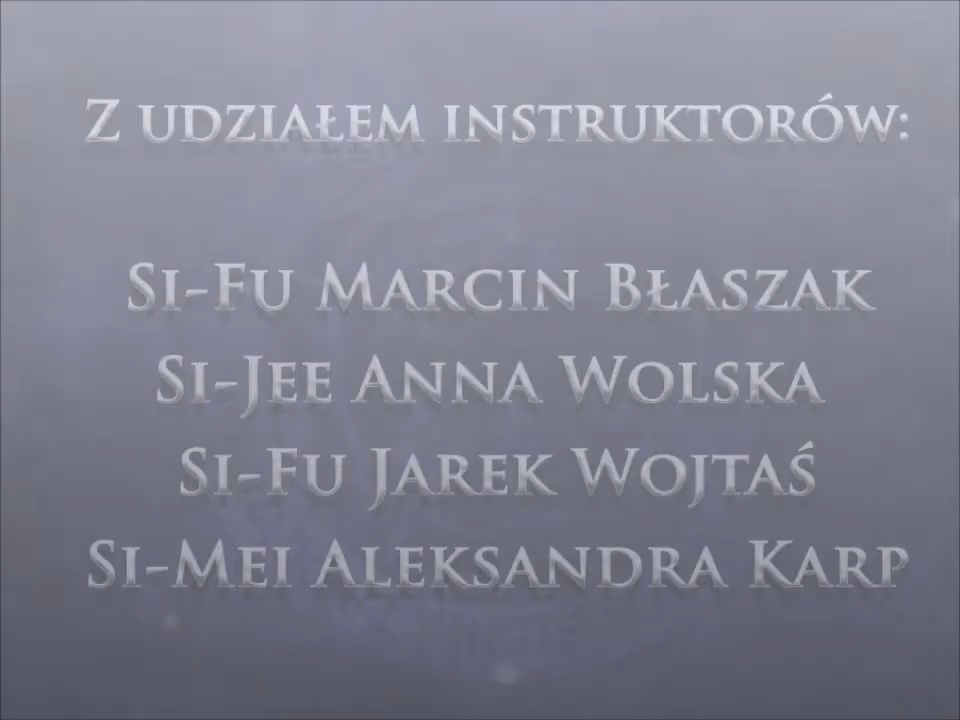 Z UDZIAŁEM INSTRUKTORÓW:
SI-FU MARCIN BŁASZAK
SI-JEE ANNA WOLSKA
SI-FU JAREK WOJTAŚ
SI-MEI ALEKSANDRA KARP